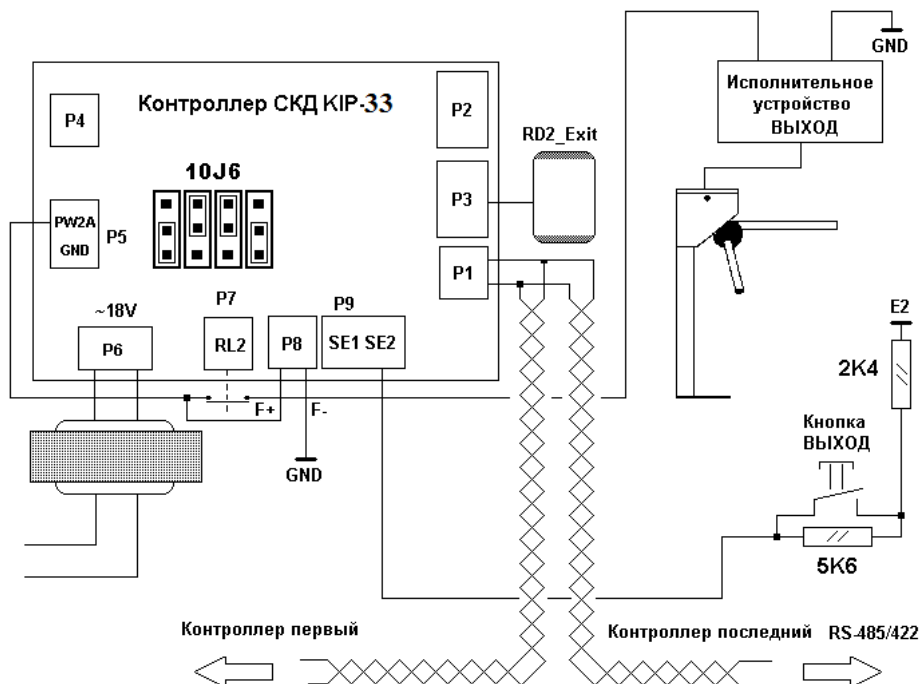 GND
Исполнительное
устройство
ВЫХОД
Контроллер СКД KIP-33
P4
P2
RD2_Exit
10J6
P3
PW2A
GND
P5
P1
~18V
P7
P9
E2
P6
RL2
P8
SE1 SE2
2K4
F+
F-
Кнопка
ВЫХОД
GND
5K6
Контроллер первый
Контроллер последний RS-485/422